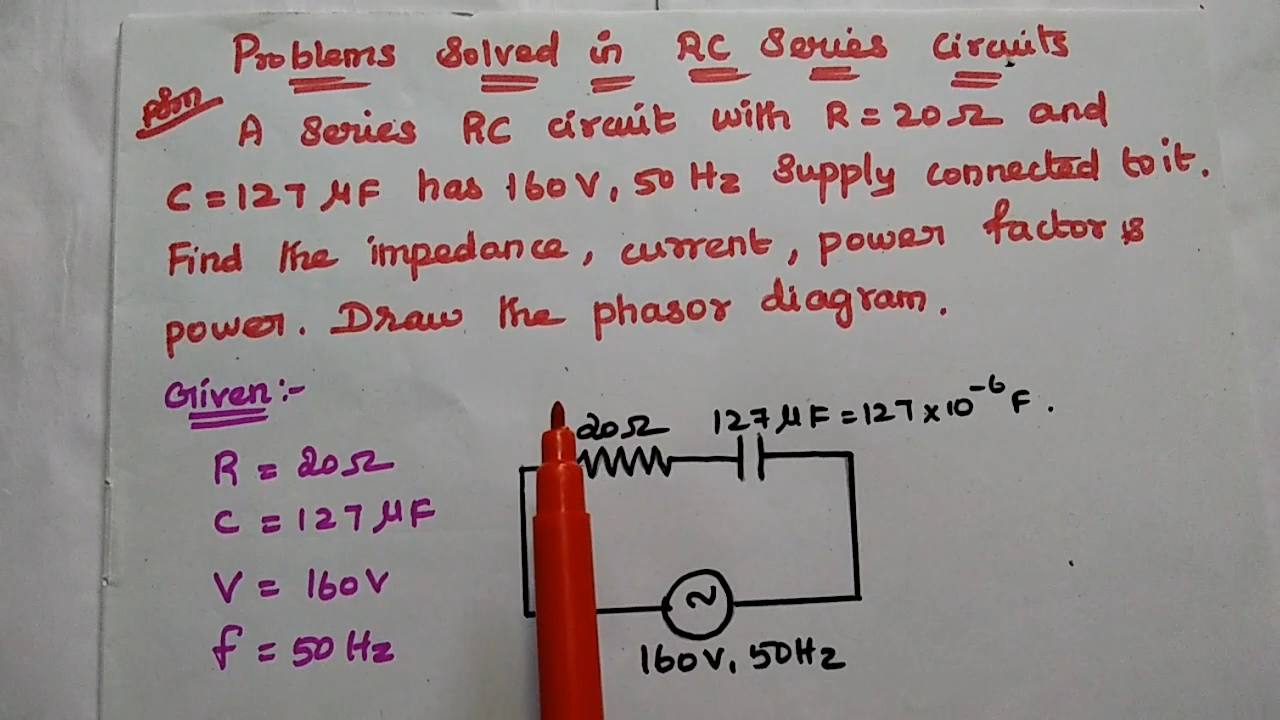 Problems Solved in RC Series Circuits
A Series RC circuit with R = 20Ω and
C = 127 μF has 160V, 50 Hz Supply connected to it.
Find the impedance, current, power factor &
power. Draw the phasor diagram.
Given:-
R = 20Ω
C = 127 μF
V = 160V
f = 50 Hz
20Ω
127 μF = 127 × 10⁻⁶ F.
~
160V, 50Hz